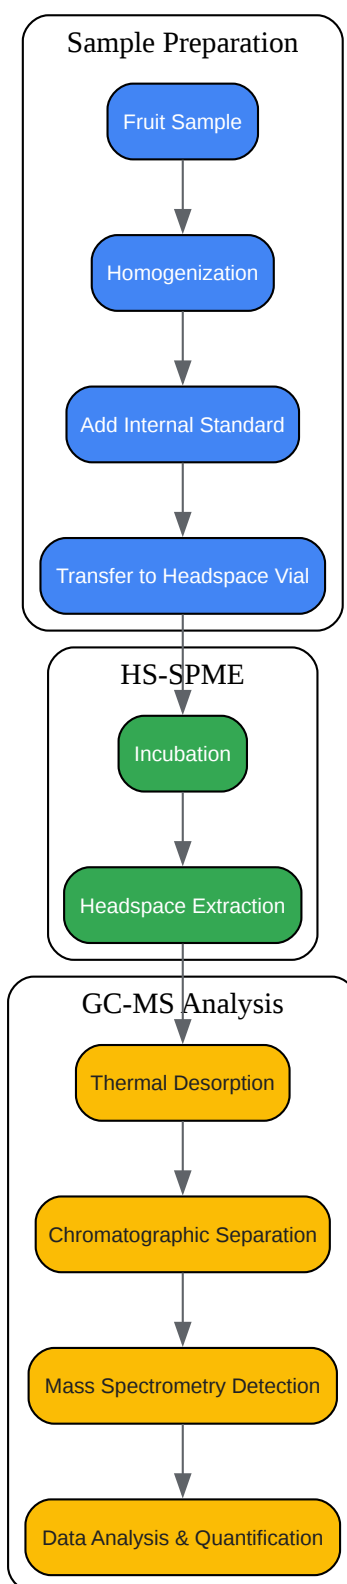 Sample Preparation
Fruit Sample
Homogenization
Add Internal Standard
Transfer to Headspace Vial
HS-SPME
Incubation
Headspace Extraction
GC-MS Analysis
Thermal Desorption
Chromatographic Separation
Mass Spectrometry Detection
Data Analysis & Quantification